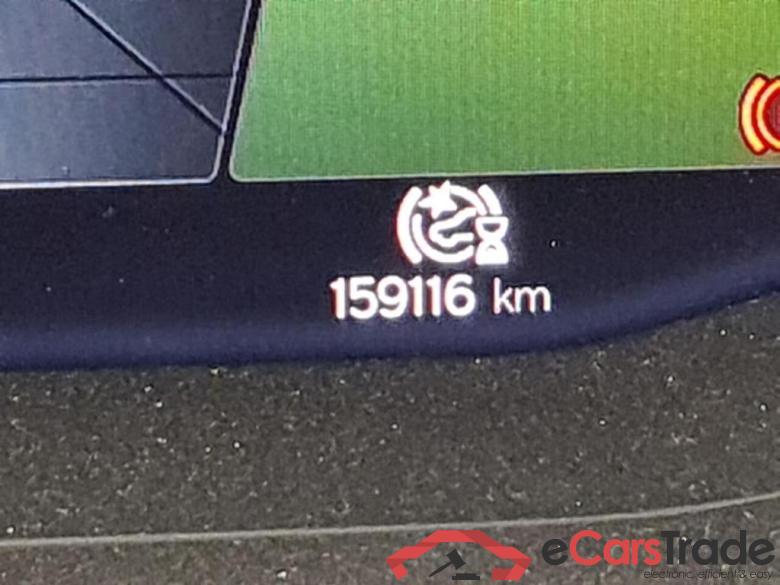 159116 km
eCarsTrade
electronic, efficient & easy